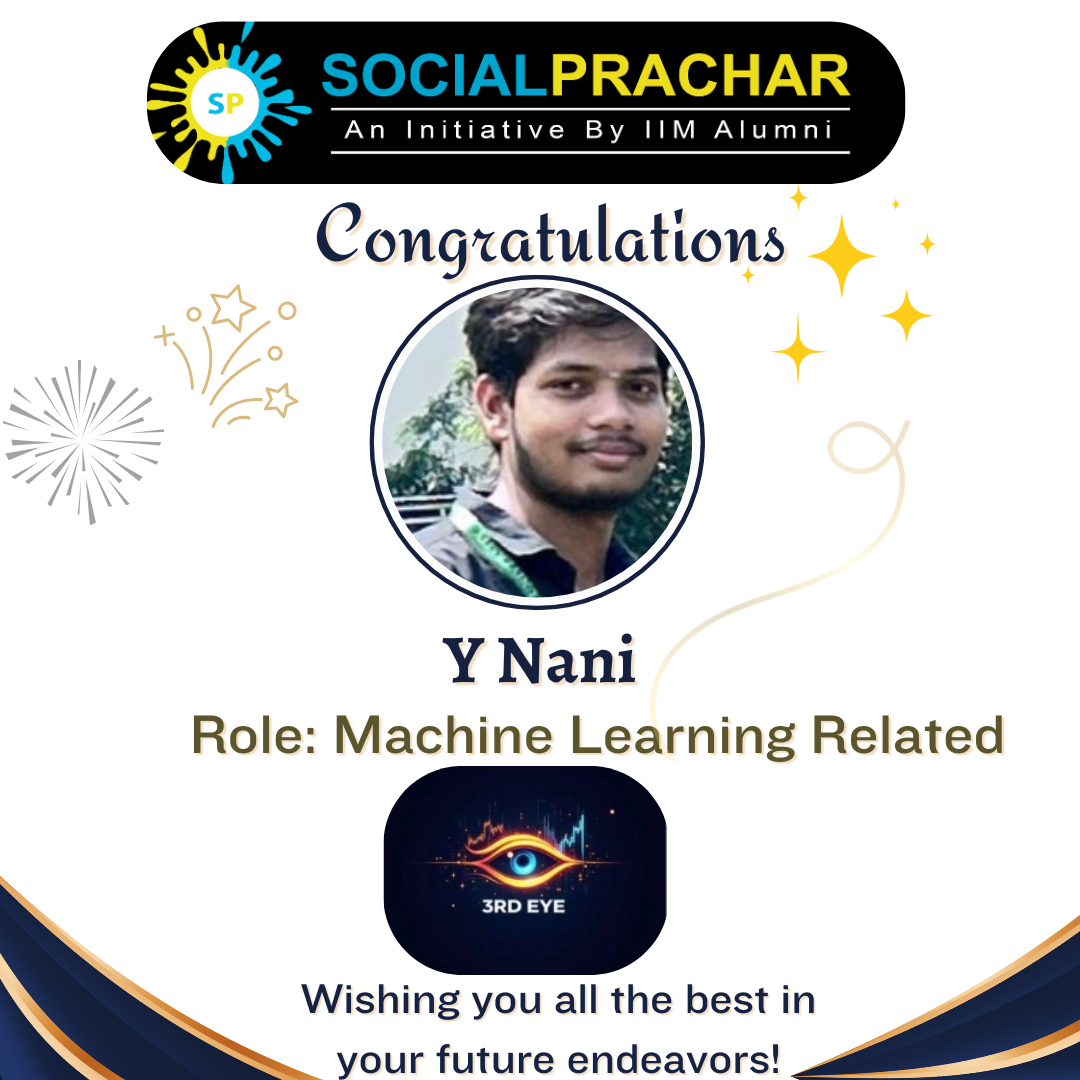 SP
SOCIALPRACHAR
An Initiative By IIM Alumni
Congratulations
Y Nani
Role: Machine Learning Related
3RD EYE
Wishing you all the best in
your future endeavors!